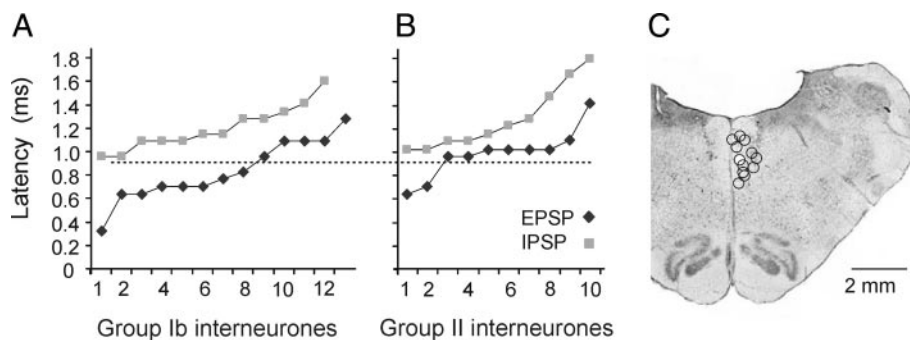 A
B
C
Latency (ms)
1.8
1.6
1.4
1.2
1.0
0.8
0.6
0.4
0.2
0
EPSP
IPSP
1 2 4 6 8 10 12
1 2 4 6 8 10
2 mm
Group Ib interneurones
Group II interneurones